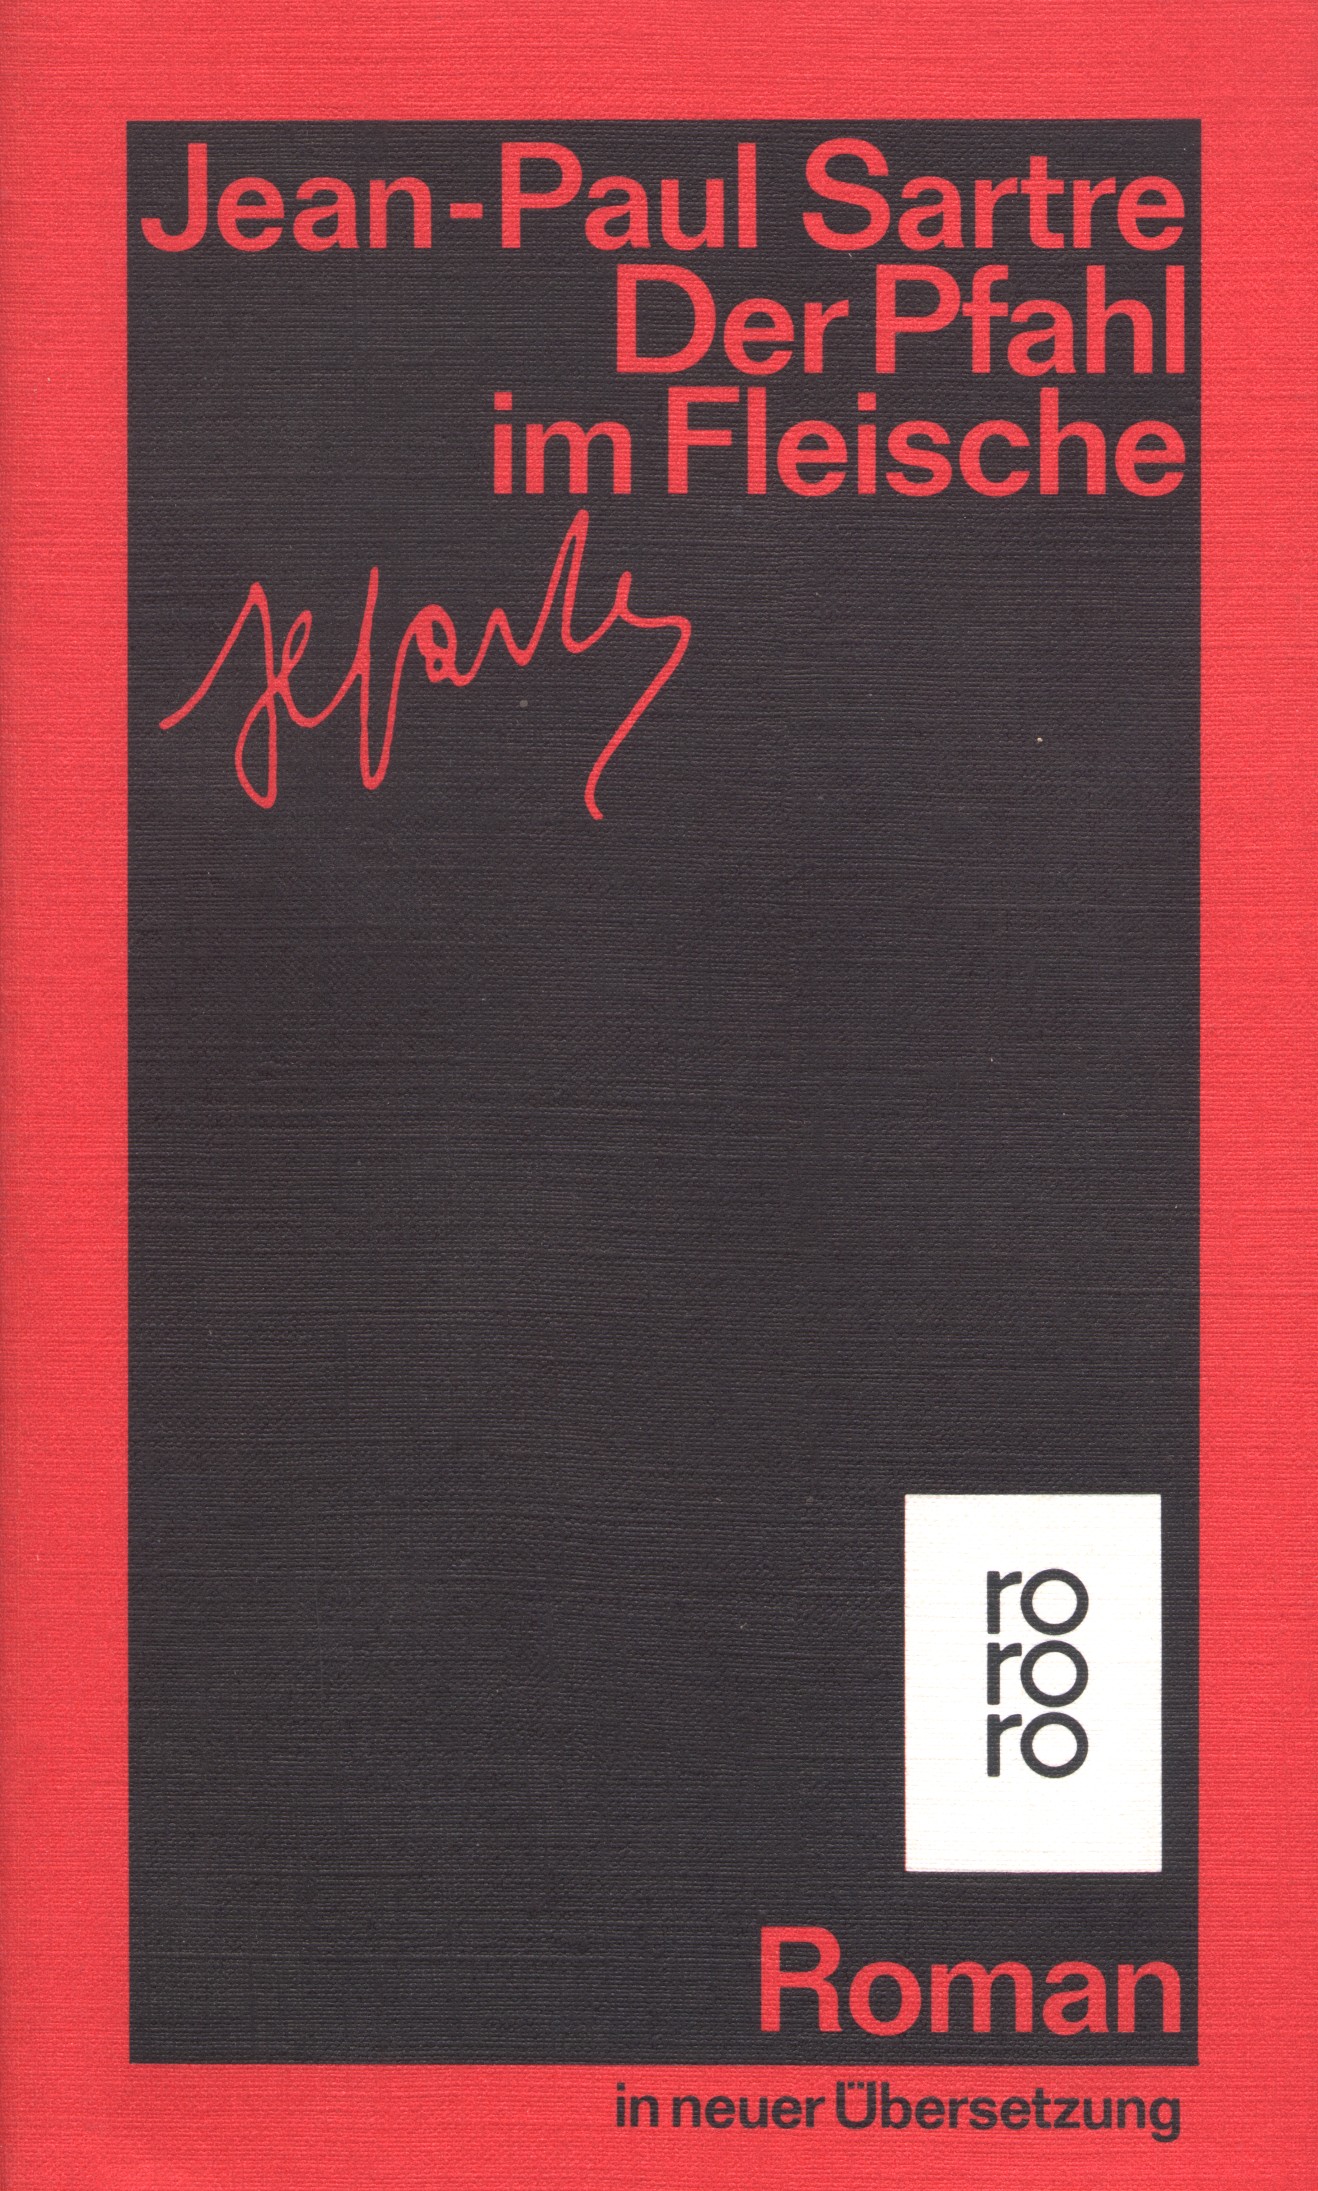 Jean-Paul Sartre
Der Pfahl
im Fleische
ro
ro
ro
Roman
in neuer Übersetzung